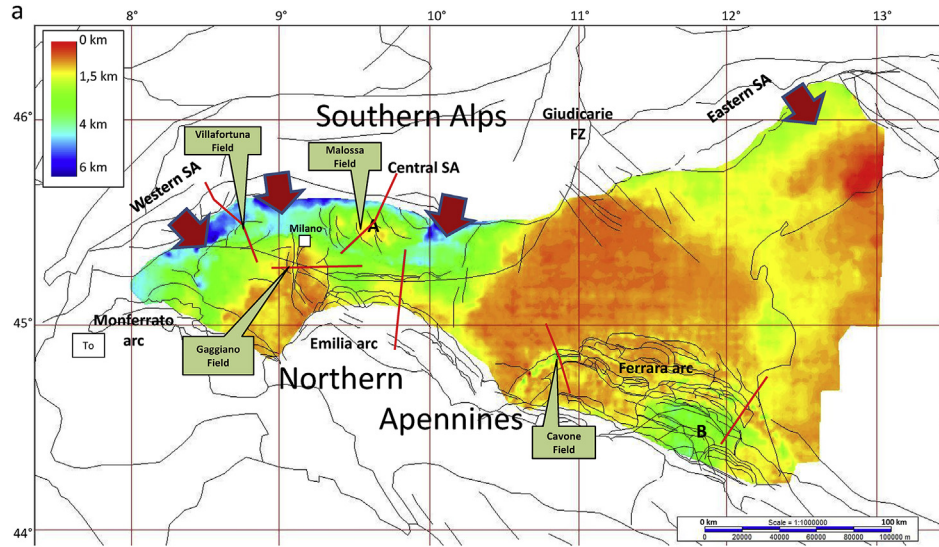 a
8° 9° 10° 11° 12° 13°
0 km
1,5 km
4 km
6 km
46°
45°
44°
Southern Alps
Giudicarie
FZ
Eastern SA
Villafortuna
Field
Malossa
Field
Central SA
Western SA
A
Milano
Monferrato
arc
To
Gaggiano
Field
Emilia arc
Northern
Apennines
Ferrara arc
Cavone
Field
B
0 km Scale = 1:1000000 100 km
0 20000 40000 60000 80000 100000 m